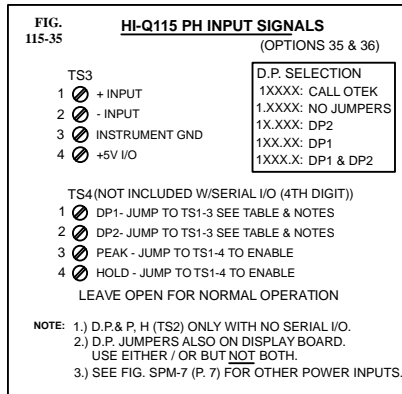 FIG. 115-35
HI-Q115 PH INPUT SIGNALS
(OPTIONS 35 & 36)
TS3
1 + INPUT
2 - INPUT
3 INSTRUMENT GND
4 +5V I/O
D.P. SELECTION
1XXXX: CALL OTEK
1.XXXX: NO JUMPERS
1X.XXX: DP2
1XX.XX: DP1
1XXX.X: DP1 & DP2
TS4 (NOT INCLUDED W/SERIAL I/O (4TH DIGIT))
1 DP1- JUMP TO TS1-3 SEE TABLE & NOTES
2 DP2- JUMP TO TS1-3 SEE TABLE & NOTES
3 PEAK - JUMP TO TS1-4 TO ENABLE
4 HOLD - JUMP TO TS1-4 TO ENABLE
LEAVE OPEN FOR NORMAL OPERATION
NOTE: 1.) D.P.& P, H (TS2) ONLY WITH NO SERIAL I/O.
2.) D.P. JUMPERS ALSO ON DISPLAY BOARD.
USE EITHER / OR BUT NOT BOTH.
3.) SEE FIG. SPM-7 (P. 7) FOR OTHER POWER INPUTS.